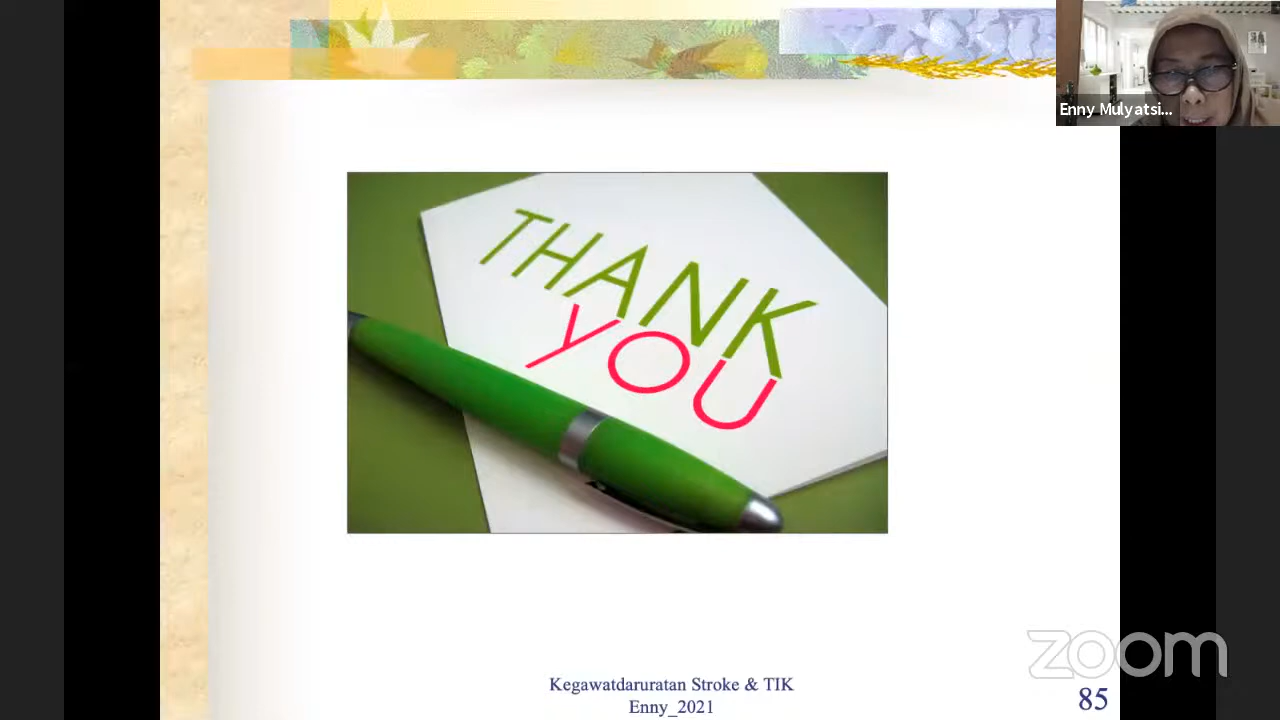 Enny Mulyatsi...
THANK
YOU
zoom
Kegawatdaruratan Stroke & TIK
Enny_2021
85